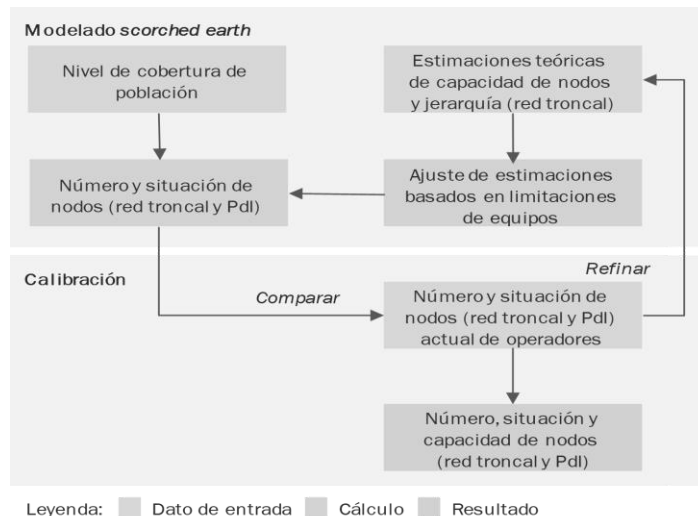 Modelado scorched earth
Nivel de cobertura de
población
Estimaciones teóricas
de capacidad de nodos
y jerarquía (red troncal)
Número y situación de
nodos (red troncal y PdI)
Ajuste de estimaciones
basados en limitaciones
de equipos
Calibración
Refinar
Comparar
Número y situación de
nodos (red troncal y PdI)
actual de operadores
Número, situación y
capacidad de nodos
(red troncal y PdI)
Leyenda: Dato de entrada Cálculo Resultado